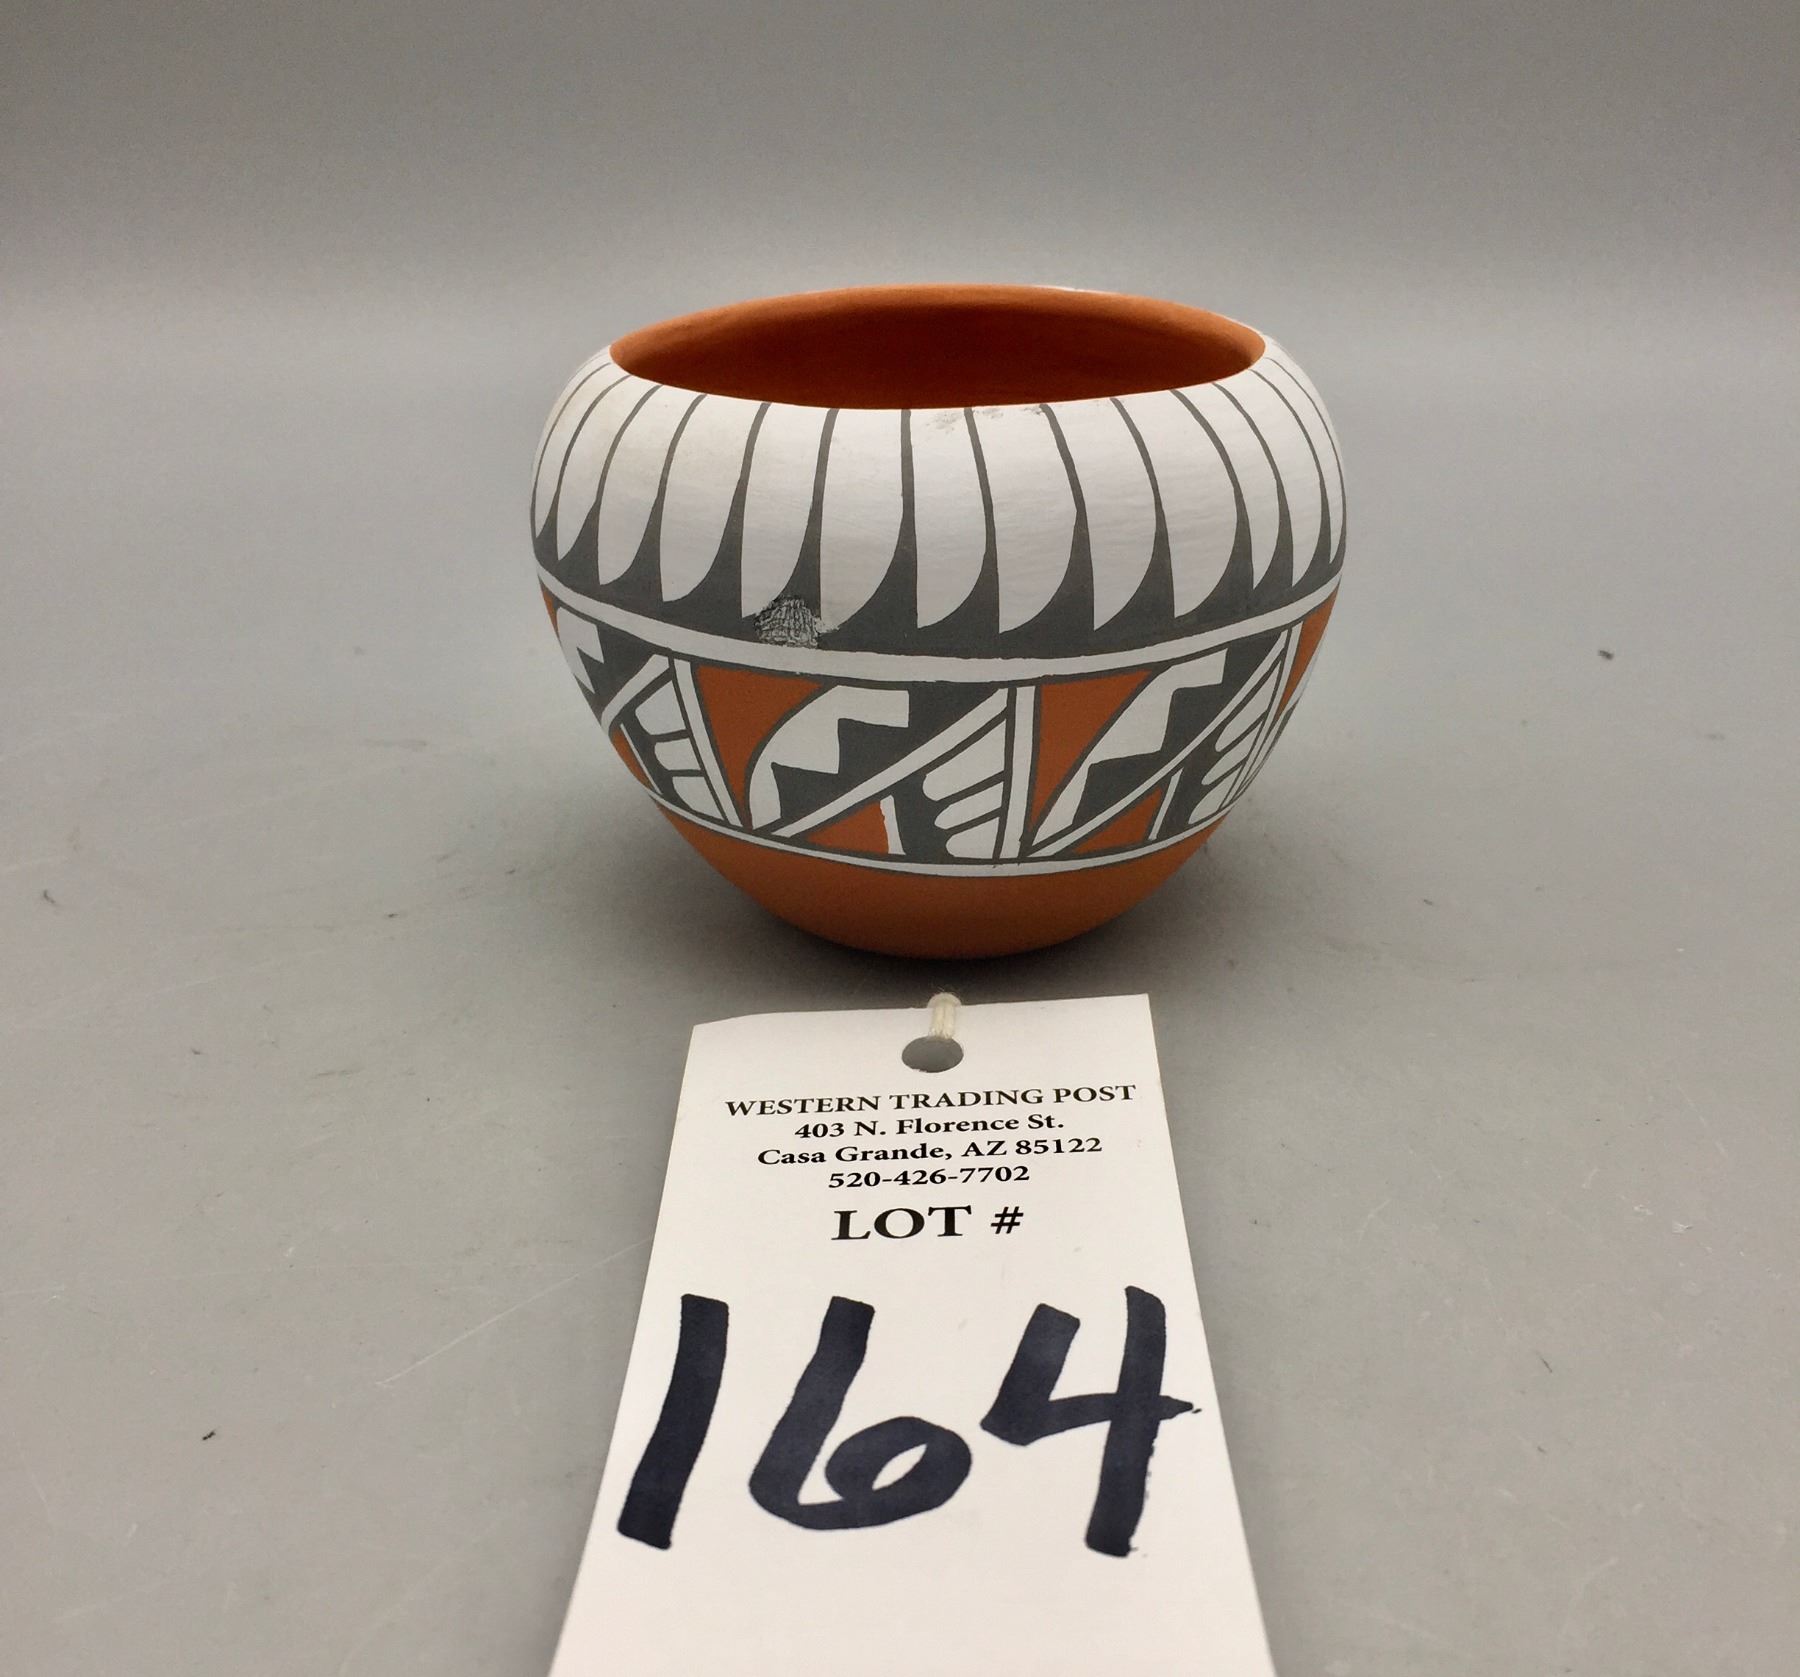 WESTERN TRADING POST
403 N. Florence St.
Casa Grande, AZ 85122
520-426-7702
LOT #
164